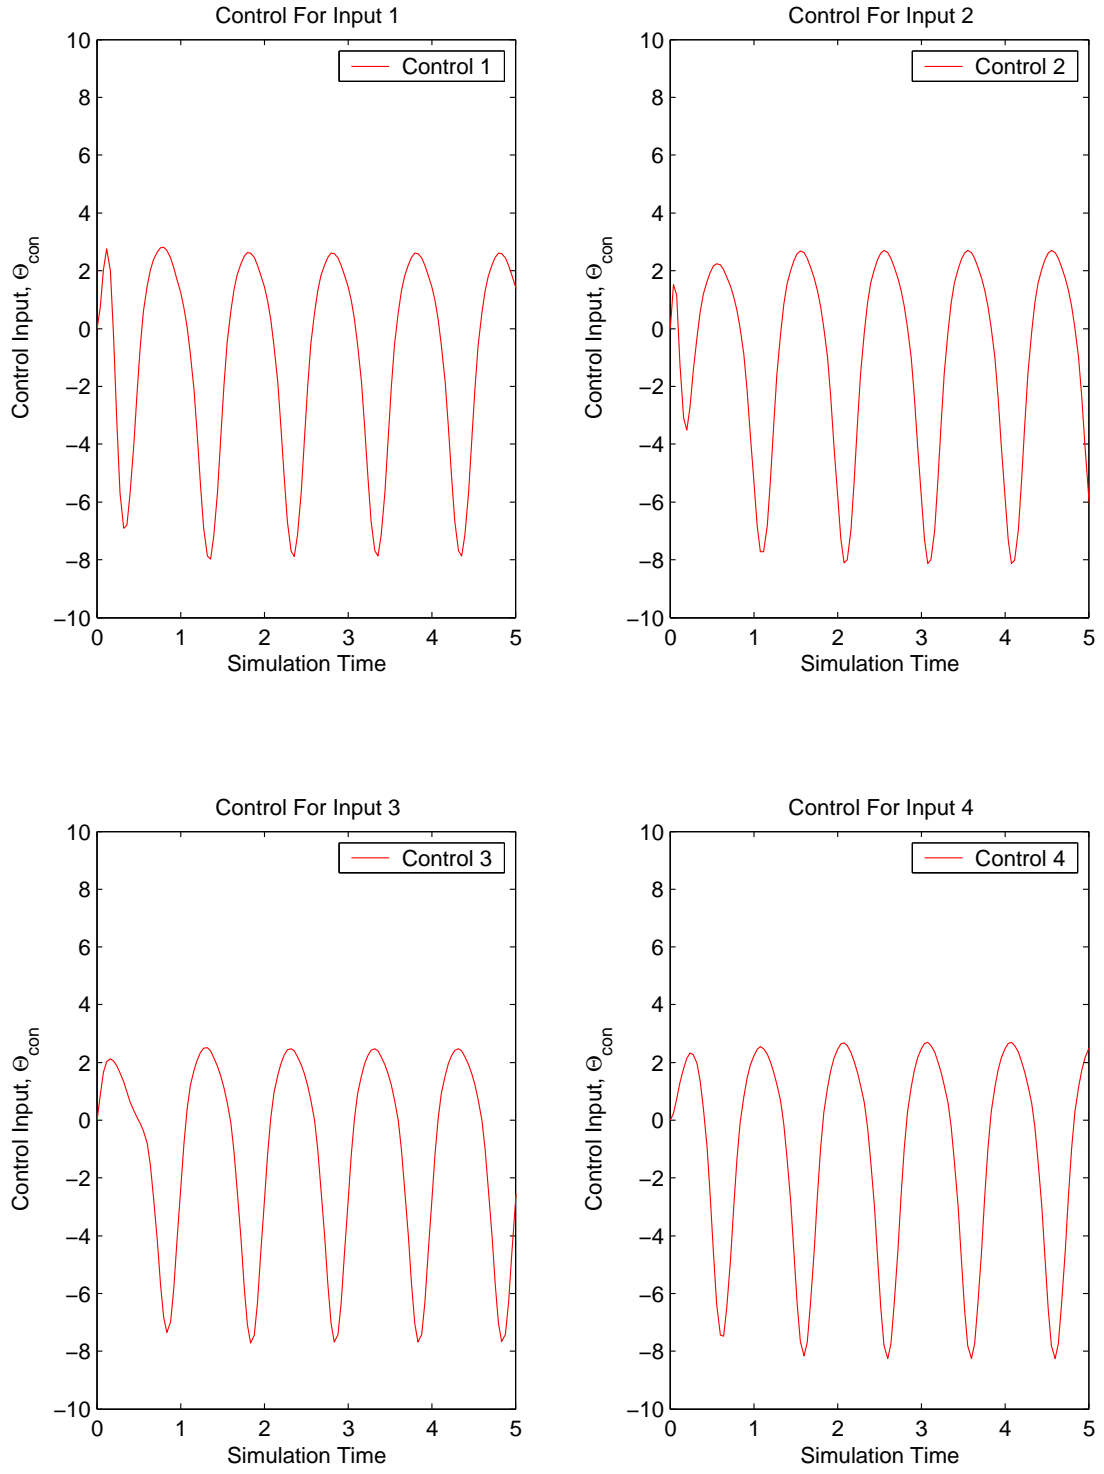 Control For Input 1
Control 1
10
8
6
4
2
0
−2
−4
−6
−8
−10
0 1 2 3 4 5
Control Input, Θcon
Simulation Time
Control For Input 2
Control 2
10
8
6
4
2
0
−2
−4
−6
−8
−10
0 1 2 3 4 5
Control Input, Θcon
Simulation Time
Control For Input 3
Control 3
10
8
6
4
2
0
−2
−4
−6
−8
−10
0 1 2 3 4 5
Control Input, Θcon
Simulation Time
Control For Input 4
Control 4
10
8
6
4
2
0
−2
−4
−6
−8
−10
0 1 2 3 4 5
Control Input, Θcon
Simulation Time